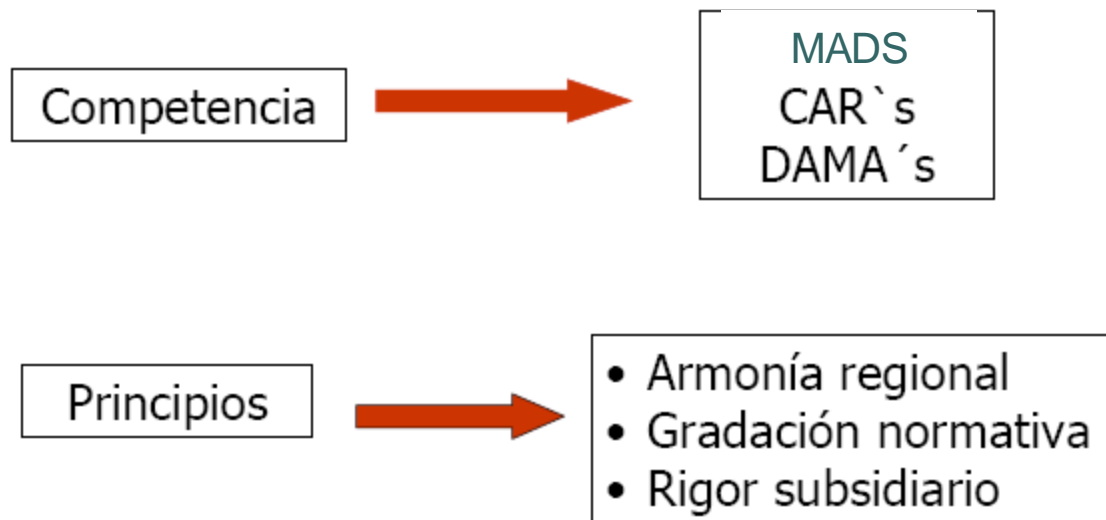 Competencia
MADS
CAR`s
DAMA´s
Principios
• Armonía regional
• Gradación normativa
• Rigor subsidiario